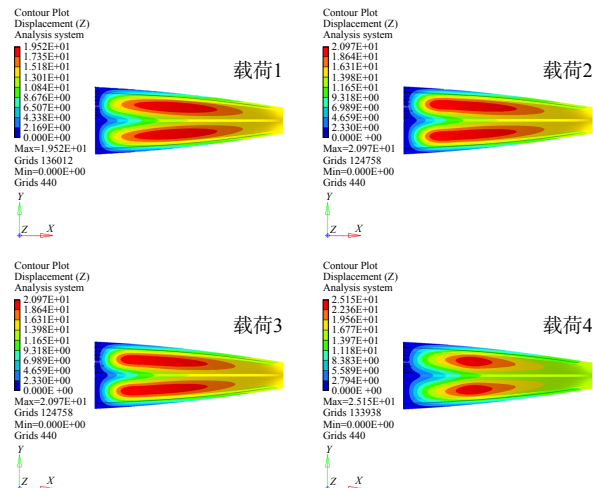 Contour Plot
Displacement (Z)
Analysis system
1.952E+01
1.735E+01
1.518E+01
1.301E+01
1.084E+01
8.676E+00
6.507E+00
4.338E+00
2.169E+00
0.000E+00
Max=1.952E+01
Grids 136012
Min=0.000E+00
Grids 440
载荷1
Y
Z X
Contour Plot
Displacement (Z)
Analysis system
2.097E+01
1.864E+01
1.631E+01
1.398E+01
1.165E+01
9.318E+00
6.989E+00
4.659E+00
2.330E+00
0.000E+00
Max=2.097E+01
Grids 124758
Min=0.000E+00
Grids 440
载荷2
Y
Z X
Contour Plot
Displacement (Z)
Analysis system
2.097E+01
1.864E+01
1.631E+01
1.398E+01
1.165E+01
9.318E+00
6.989E+00
4.659E+00
2.330E+00
0.000E +00
Max=2.097E+01
Grids 124758
Min=0.000E+00
Grids 440
载荷3
Y
Z X
Contour Plot
Displacement (Z)
Analysis system
2.515E+01
2.236E+01
1.956E+01
1.677E+01
1.397E+01
1.118E+01
8.383E+00
5.589E+00
2.794E+00
0.000E+00
Max=2.515E+01
Grids 133938
Min=0.000E+00
Grids 440
载荷4
Y
Z X